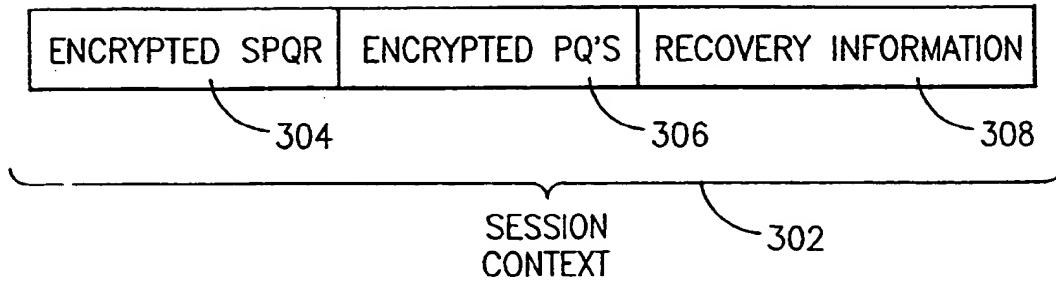 ENCRYPTED SPQR ENCRYPTED PQ'S RECOVERY INFORMATION
304 306 308
SESSION 302
CONTEXT